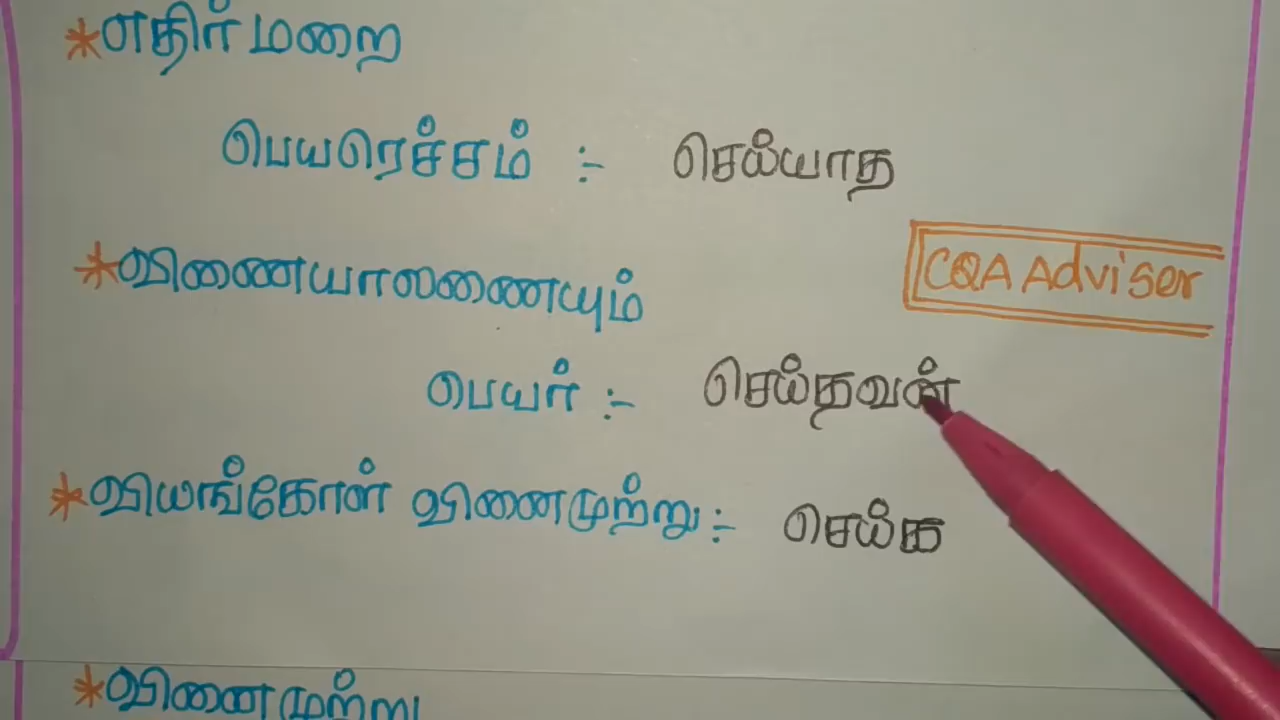 *எதிர்மறை
பெயரெச்சம் :- செய்யாத
*விணையாலணையும்
CQA Adviser
பெயர் :- செய்தவன்
*வியங்கோள் வினைமுற்று :- செய்க
*வினைமுற்று